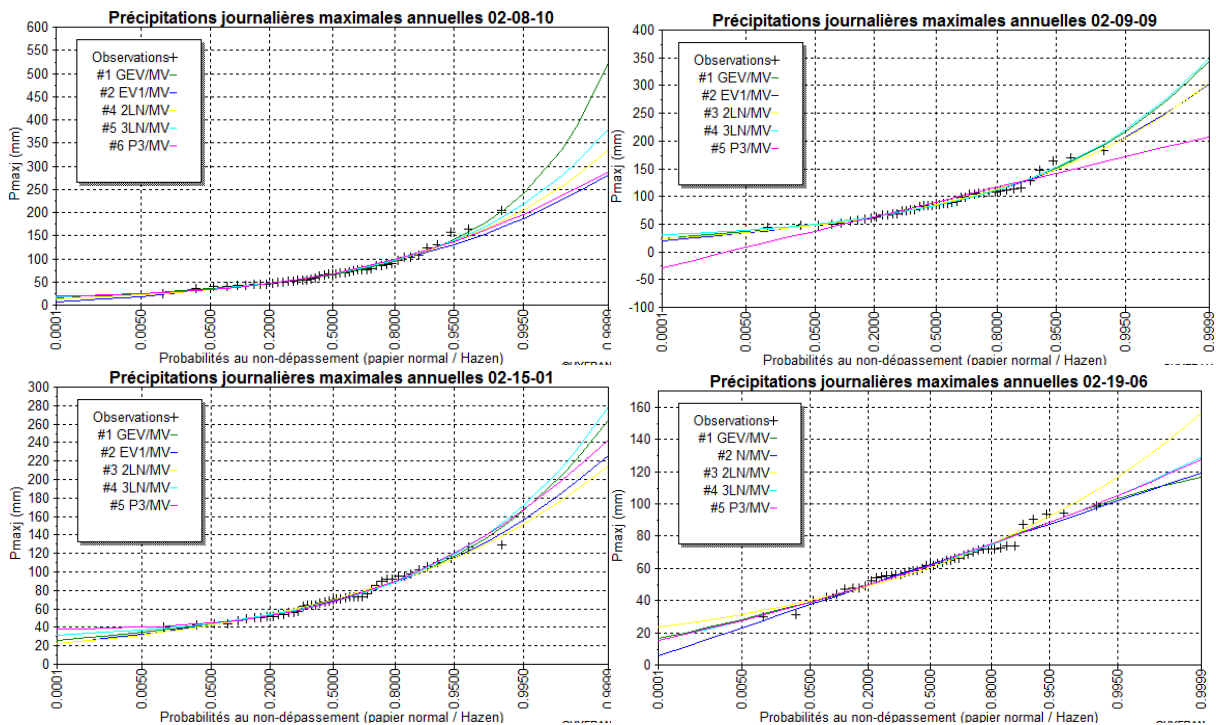 Précipitations journalières maximales annuelles 02-08-10
600
550
500
450
400
350
300
250
200
150
100
50
0
Pmaxj (mm)
Observations+
#1 GEV/MV
#2 EV1/MV
#4 2LN/MV
#5 3LN/MV
#6 P3/MV
0.0001
0.0050
0.0500
0.2000
0.5000
0.8000
0.9500
0.9950
0.9999
Probabilités au non-dépassement (papier normal / Hazen)
Précipitations journalières maximales annuelles 02-09-09
400
350
300
250
200
150
100
50
0
-50
-100
Pmaxj (mm)
Observations+
#1 GEV/MV
#2 EV1/MV
#3 2LN/MV
#4 3LN/MV
#5 P3/MV
0.0001
0.0050
0.0500
0.2000
0.5000
0.8000
0.9500
0.9950
0.9999
Probabilités au non-dépassement (papier normal / Hazen)
Précipitations journalières maximales annuelles 02-15-01
300
280
260
240
220
200
180
160
140
120
100
80
60
40
20
0
Pmaxj (mm)
Observations+
#1 GEV/MV
#2 EV1/MV
#3 2LN/MV
#4 3LN/MV
#5 P3/MV
0.0001
0.0050
0.0500
0.2000
0.5000
0.8000
0.9500
0.9950
0.9999
Probabilités au non-dépassement (papier normal / Hazen)
Précipitations journalières maximales annuelles 02-19-06
160
140
120
100
80
60
40
20
0
Pmaxj (mm)
Observations+
#1 GEV/MV
#2 N/MV
#3 2LN/MV
#4 3LN/MV
#5 P3/MV
0.0001
0.0050
0.0500
0.2000
0.5000
0.8000
0.9500
0.9950
0.9999
Probabilités au non-dépassement (papier normal / Hazen)